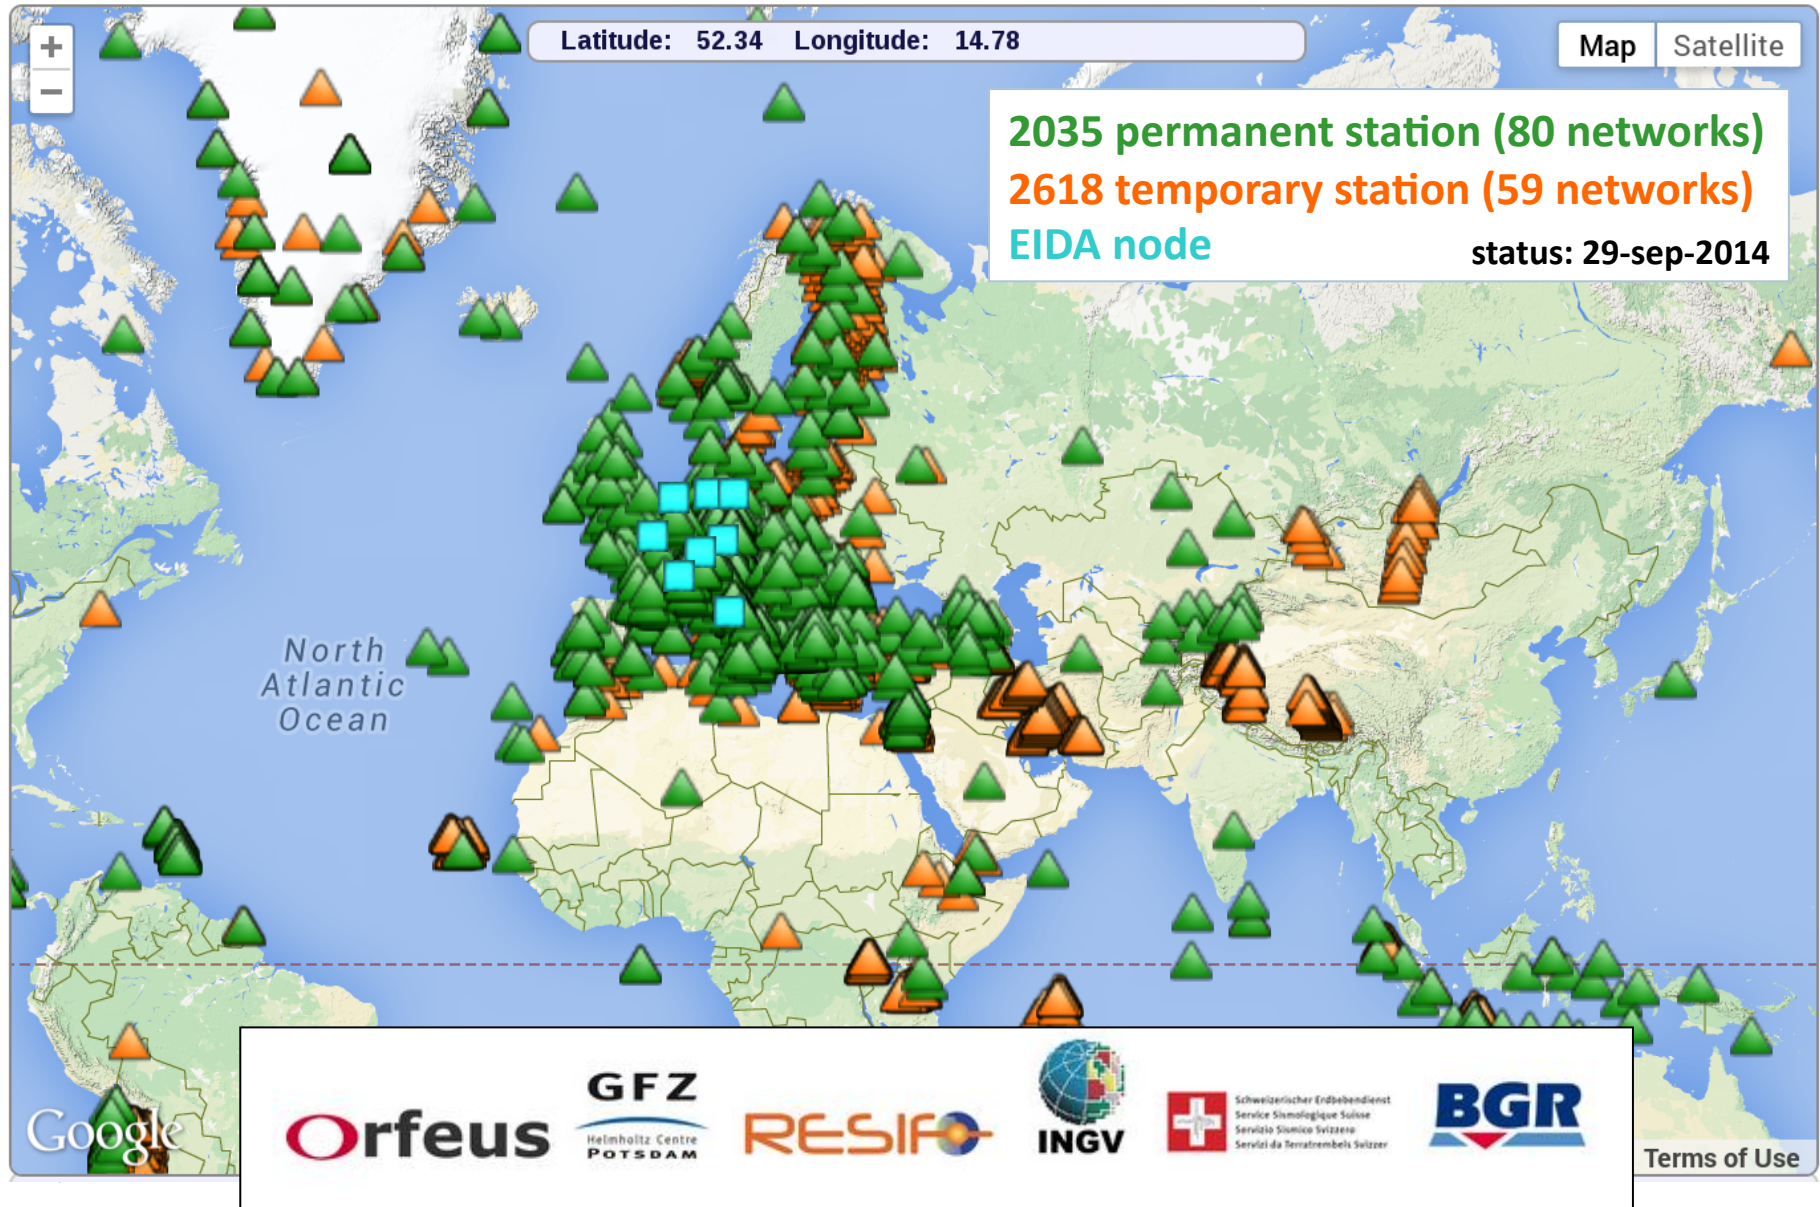 +
−
Latitude: 52.34 Longitude: 14.78
Map Satellite
2035 permanent station (80 networks)
2618 temporary station (59 networks)
EIDA node
status: 29-sep-2014
North
Atlantic
Ocean
Google
Orfeus
GFZ
Helmholtz Centre
POTSDAM
RESIF
INGV
Schweizerischer Erdbebendienst
Service Sismologique Suisse
Servizio Sismico Svizzero
Servizi da Terratrembels Svizzer
BGR
Terms of Use